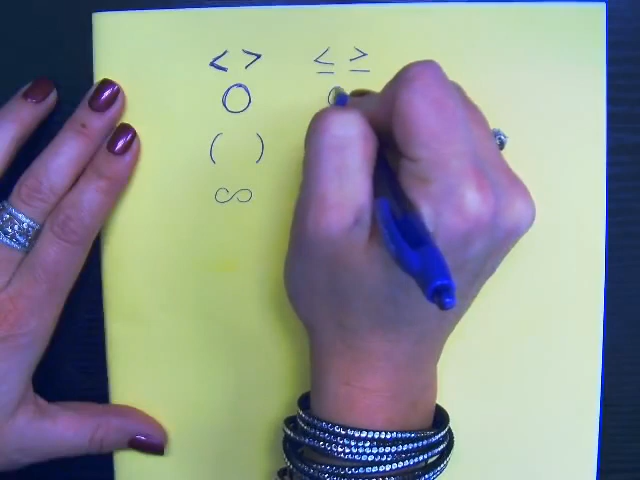 < > ≤ ≥
O
( )
∞